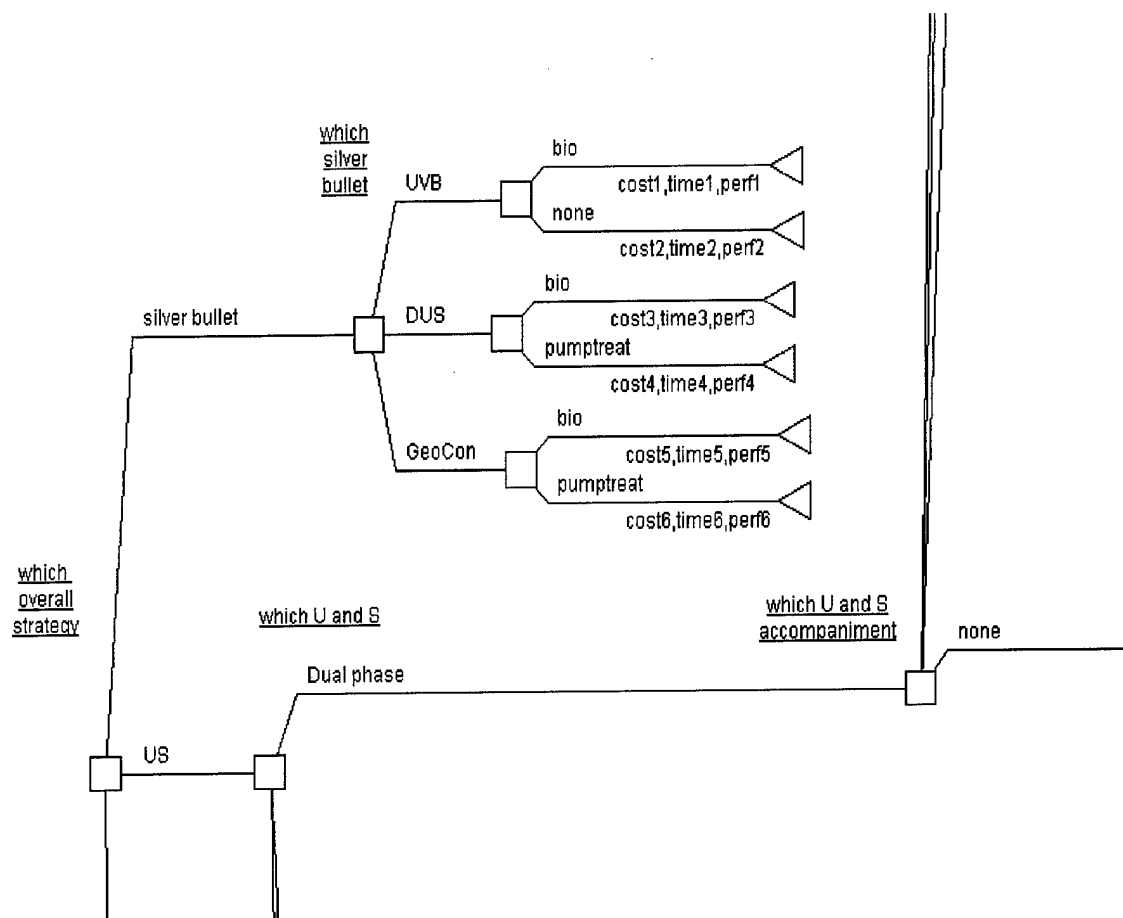 which
silver
bullet
bio
UVB
cost1,time1,perf1
none
cost2,time2,perf2
bio
silver bullet
DUS
cost3,time3,perf3
pumptreat
cost4,time4,perf4
bio
GeoCon
cost5,time5,perf5
pumptreat
cost6,time6,perf6
which
overall
strategy
which U and S
which U and S
accompaniment
none
Dual phase
US